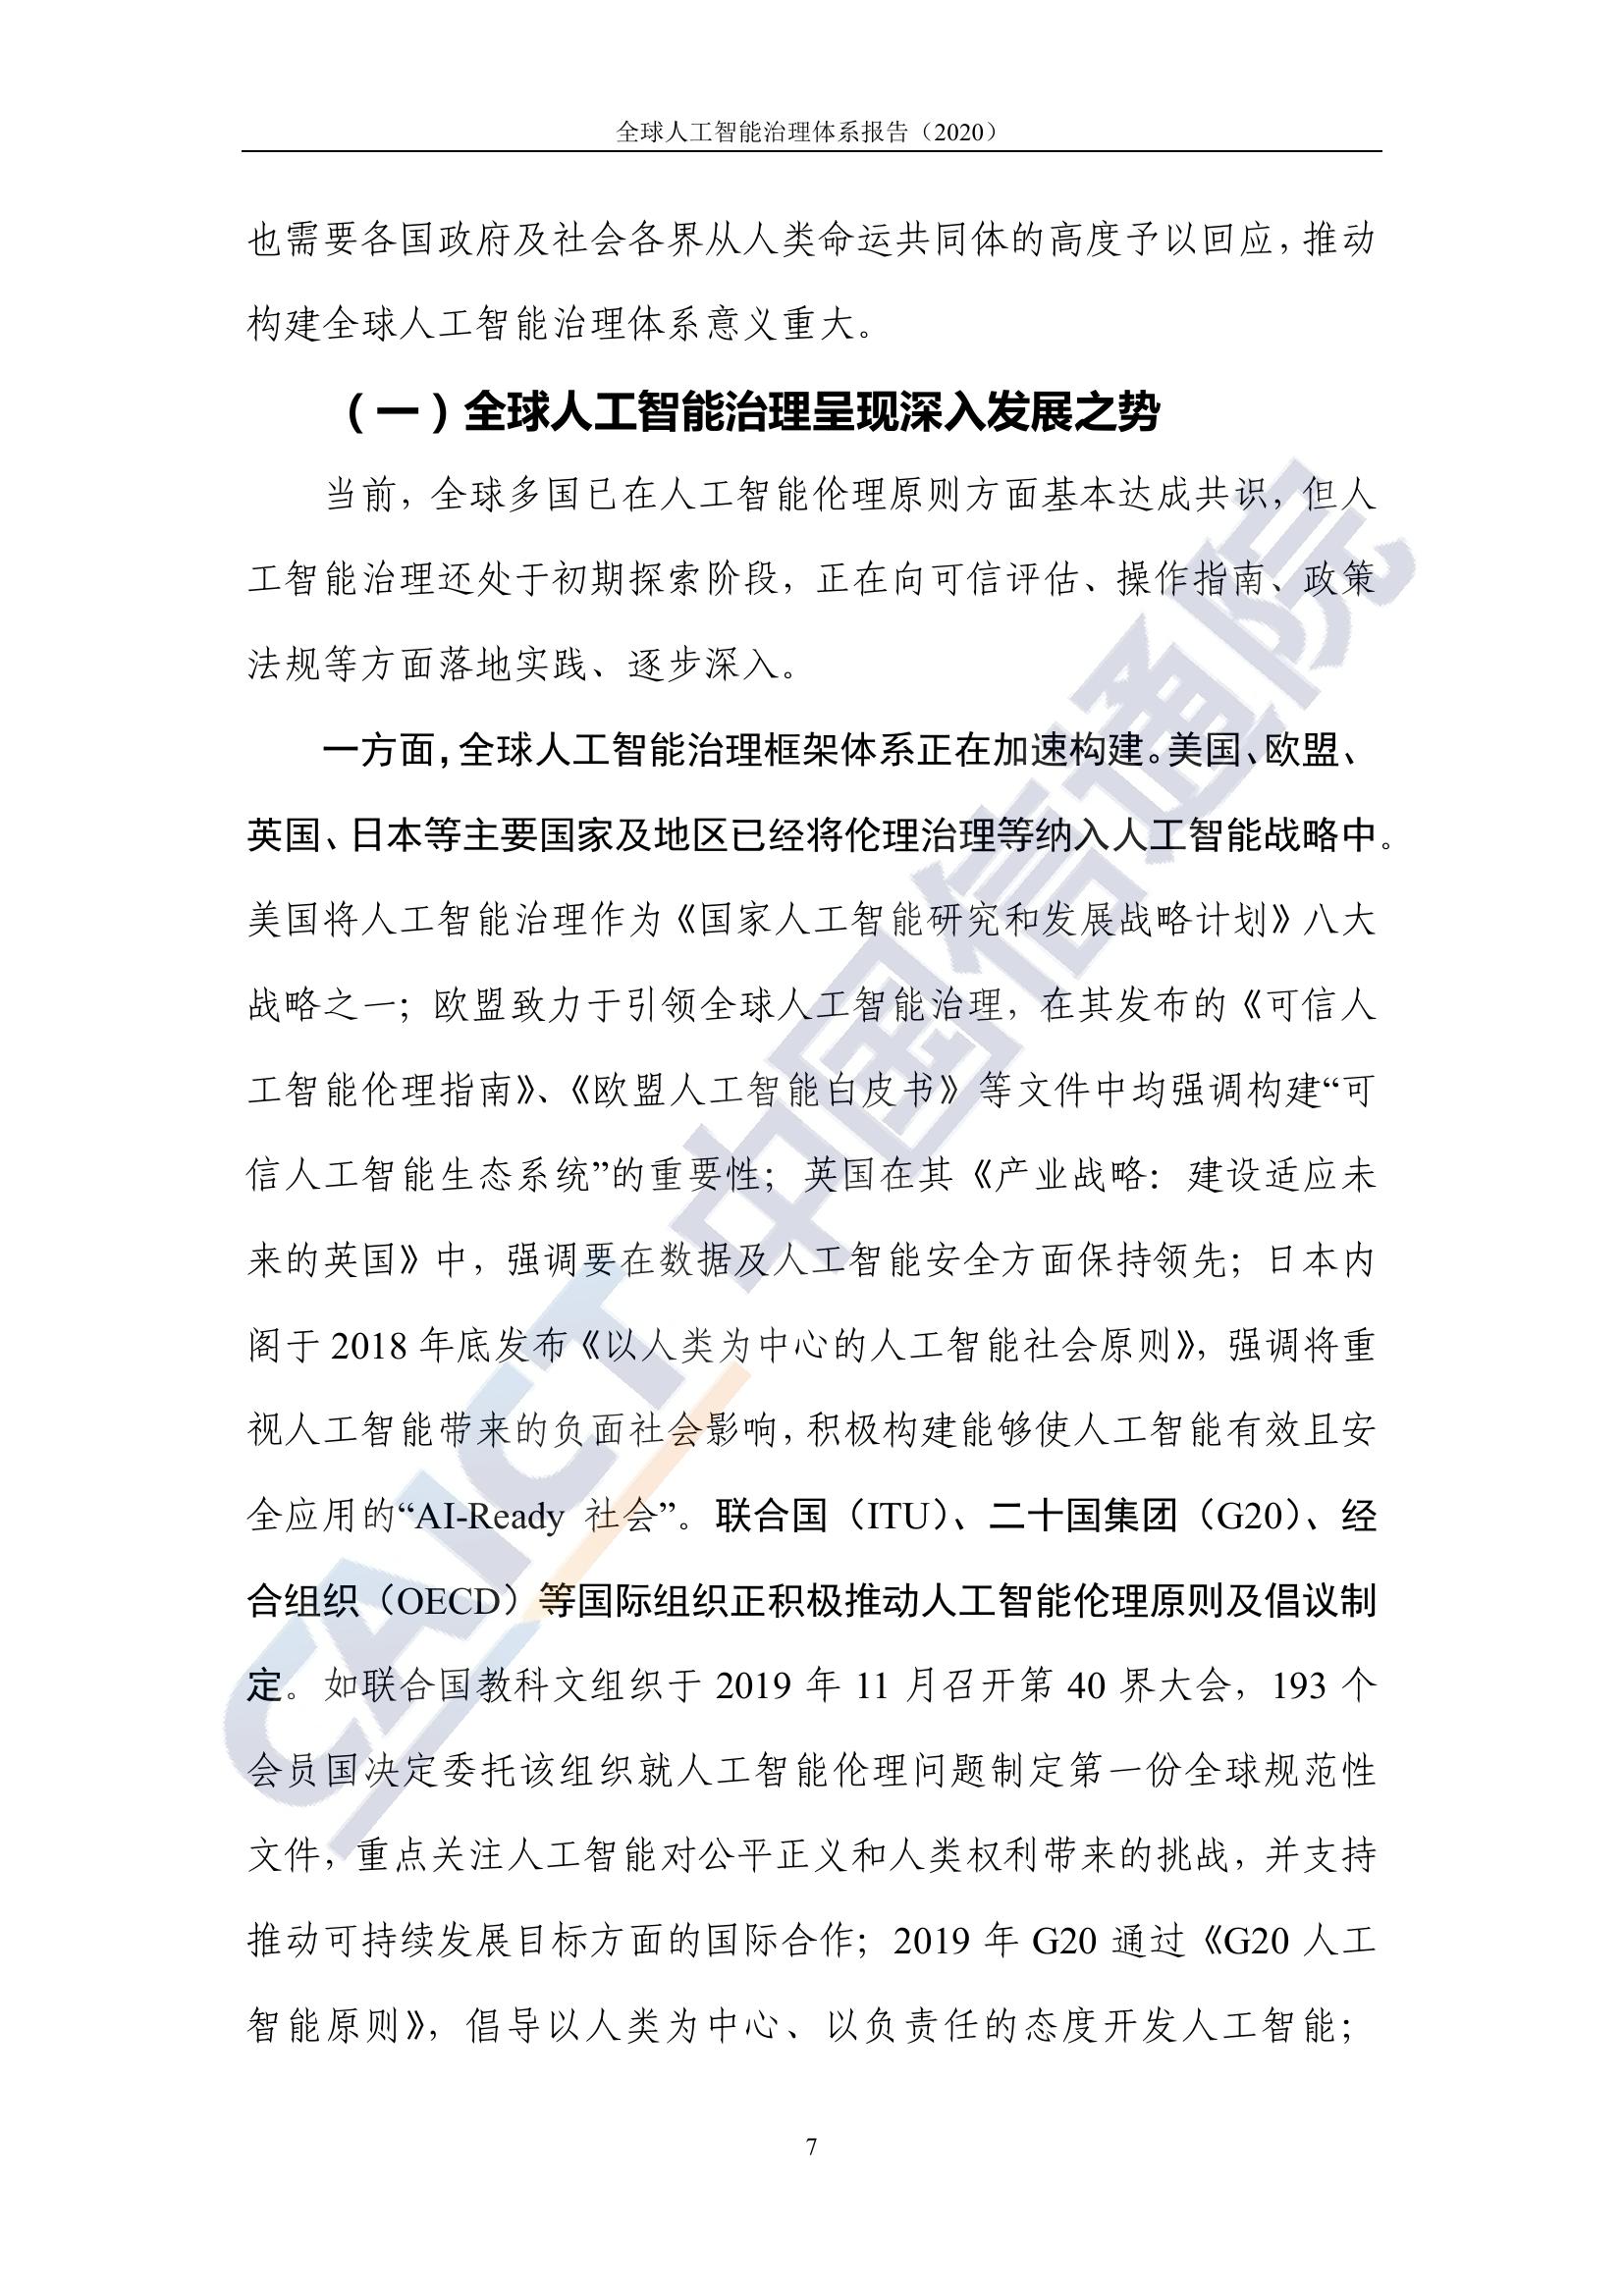 全球人工智能治理体系报告（2020）
也需要各国政府及社会各界从人类命运共同体的高度予以回应，推动
构建全球人工智能治理体系意义重大。
（一）全球人工智能治理呈现深入发展之势
当前，全球多国已在人工智能伦理原则方面基本达成共识，但人
工智能治理还处于初期探索阶段，正在向可信评估、操作指南、政策
法规等方面落地实践、逐步深入。
一方面，全球人工智能治理框架体系正在加速构建。美国、欧盟、
英国、日本等主要国家及地区已经将伦理治理等纳入人工智能战略中。
美国将人工智能治理作为《国家人工智能研究和发展战略计划》八大
战略之一；欧盟致力于引领全球人工智能治理，在其发布的《可信人
工智能伦理指南》、《欧盟人工智能白皮书》等文件中均强调构建“可
信人工智能生态系统”的重要性；英国在其《产业战略：建设适应未
来的英国》中，强调要在数据及人工智能安全方面保持领先；日本内
阁于 2018 年底发布《以人类为中心的人工智能社会原则》，强调将重
视人工智能带来的负面社会影响，积极构建能够使人工智能有效且安
全应用的“AI-Ready 社会”。联合国（ITU）、二十国集团（G20）、经
合组织（OECD）等国际组织正积极推动人工智能伦理原则及倡议制
定。如联合国教科文组织于 2019 年 11 月召开第 40 界大会，193 个
会员国决定委托该组织就人工智能伦理问题制定第一份全球规范性
文件，重点关注人工智能对公平正义和人类权利带来的挑战，并支持
推动可持续发展目标方面的国际合作；2019 年 G20 通过《G20 人工
智能原则》，倡导以人类为中心、以负责任的态度开发人工智能；
7
CAICT 中国信通院